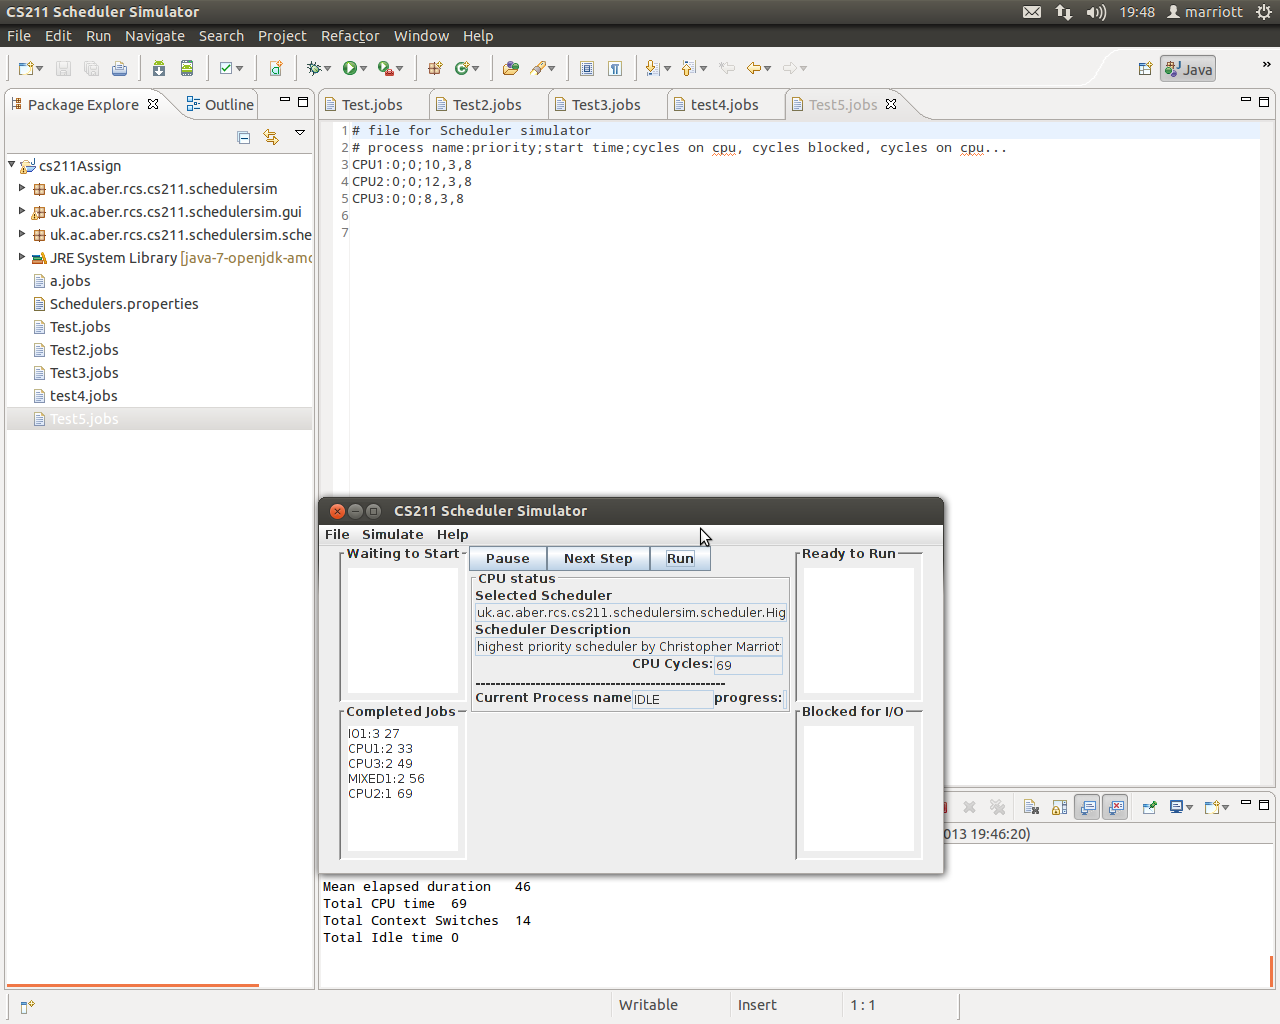 CS211 Scheduler Simulator
19:48
marriott
File Edit Run Navigate Search Project Refactor Window Help
Java
Package Explore
Outline
Test.jobs
Test2.jobs
Test3.jobs
test4.jobs
Test5.jobs
cs211Assign
uk.ac.aber.rcs.cs211.schedulersim
uk.ac.aber.rcs.cs211.schedulersim.gui
uk.ac.aber.rcs.cs211.schedulersim.sche
JRE System Library [java-7-openjdk-amd
a.jobs
Schedulers.properties
Test.jobs
Test2.jobs
Test3.jobs
test4.jobs
Test5.jobs
1 # file for Scheduler simulator
2 # process name:priority;start time;cycles on cpu, cycles blocked, cycles on cpu...
3 CPU1:0;0;10,3,8
4 CPU2:0;0;12,3,8
5 CPU3:0;0;8,3,8
6
7
CS211 Scheduler Simulator
File Simulate Help
Waiting to Start
Pause Next Step Run
Ready to Run
CPU status
Selected Scheduler
uk.ac.aber.rcs.cs211.schedulersim.scheduler.Hig
Scheduler Description
highest priority scheduler by Christopher Marriot
CPU Cycles: 69
--------------------------------------------------
Current Process name IDLE progress:
Completed Jobs
IO1:3 27
CPU1:2 33
CPU3:2 49
MIXED1:2 56
CPU2:1 69
Blocked for I/O
013 19:46:20)
Mean elapsed duration 46
Total CPU time 69
Total Context Switches 14
Total Idle time 0
Writable Insert 1 : 1